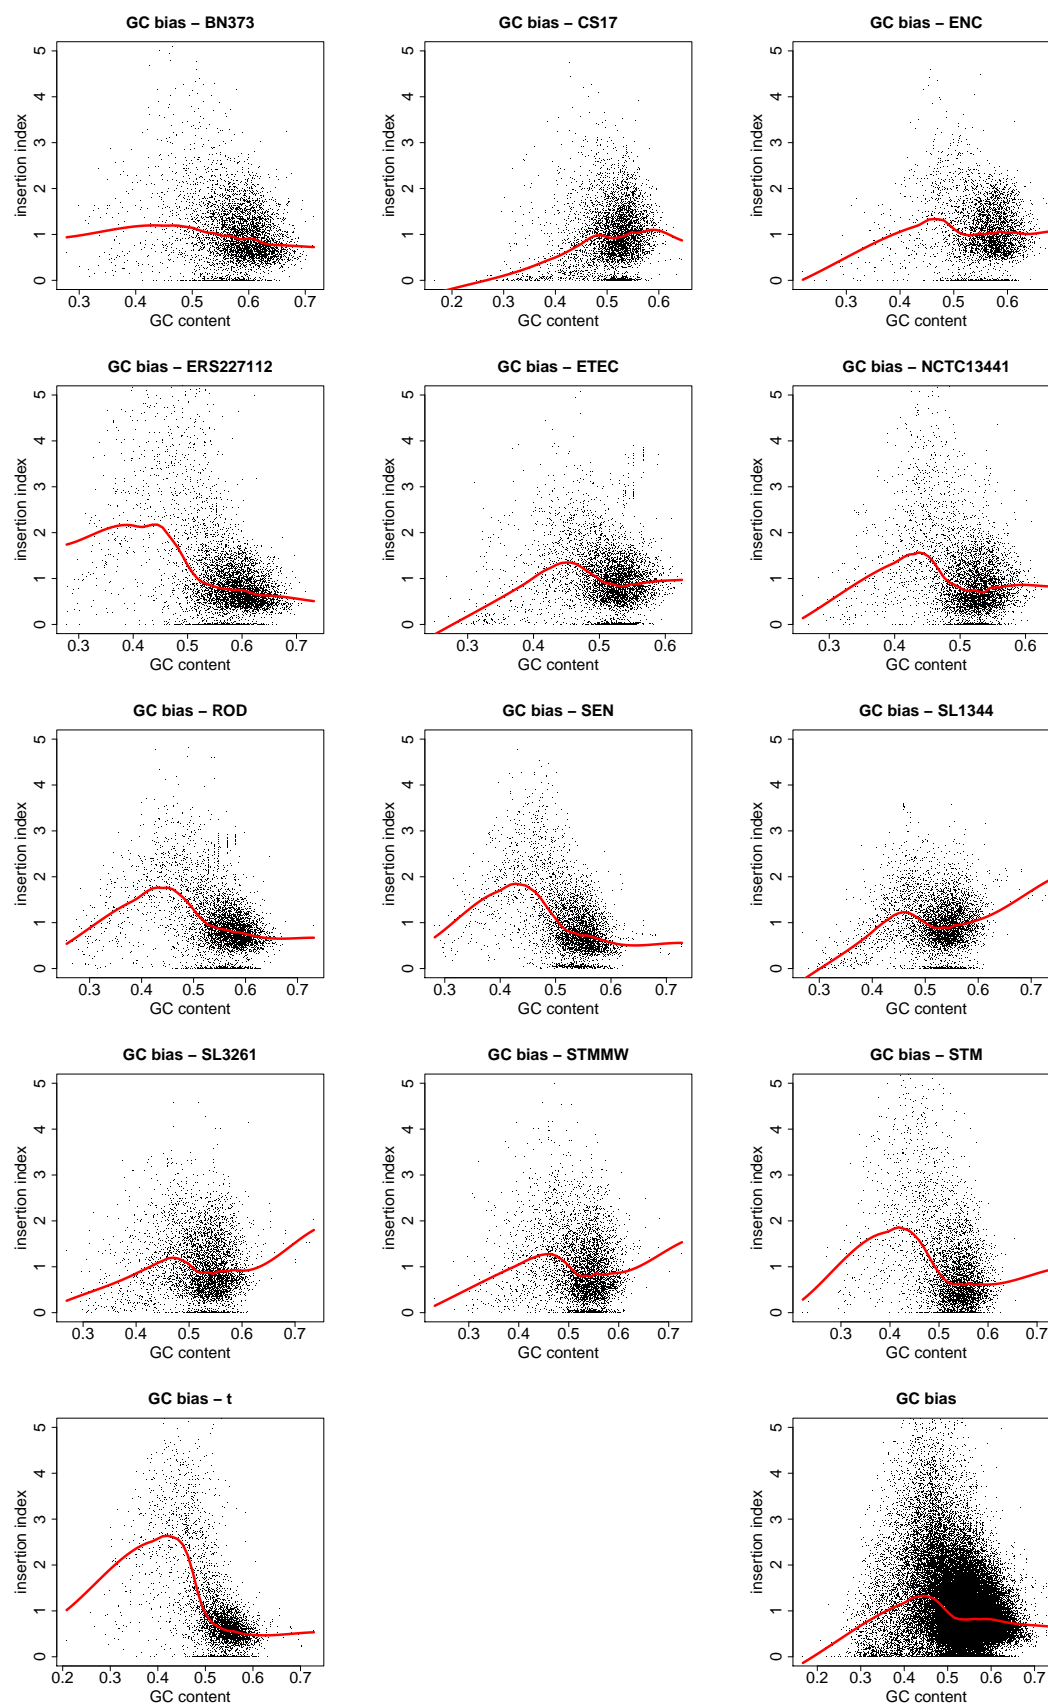 GC bias – BN373
GC bias – CS17
GC bias – ENC
insertion index
0 1 2 3 4 5
0.3 0.4 0.5 0.6 0.7
GC content
insertion index
0 1 2 3 4 5
0.2 0.3 0.4 0.5 0.6
GC content
insertion index
0 1 2 3 4 5
0.3 0.4 0.5 0.6
GC content
GC bias – ERS227112
GC bias – ETEC
GC bias – NCTC13441
insertion index
0 1 2 3 4 5
0.3 0.4 0.5 0.6 0.7
GC content
insertion index
0 1 2 3 4 5
0.3 0.4 0.5 0.6
GC content
insertion index
0 1 2 3 4 5
0.3 0.4 0.5 0.6
GC content
GC bias – ROD
GC bias – SEN
GC bias – SL1344
insertion index
0 1 2 3 4 5
0.3 0.4 0.5 0.6 0.7
GC content
insertion index
0 1 2 3 4 5
0.3 0.4 0.5 0.6 0.7
GC content
insertion index
0 1 2 3 4 5
0.3 0.4 0.5 0.6 0.7
GC content
GC bias – SL3261
GC bias – STMMW
GC bias – STM
insertion index
0 1 2 3 4 5
0.3 0.4 0.5 0.6 0.7
GC content
insertion index
0 1 2 3 4 5
0.3 0.4 0.5 0.6 0.7
GC content
insertion index
0 1 2 3 4 5
0.3 0.4 0.5 0.6 0.7
GC content
GC bias – t
GC bias
insertion index
0 1 2 3 4 5
0.2 0.3 0.4 0.5 0.6 0.7
GC content
insertion index
0 1 2 3 4 5
0.2 0.3 0.4 0.5 0.6 0.7
GC content